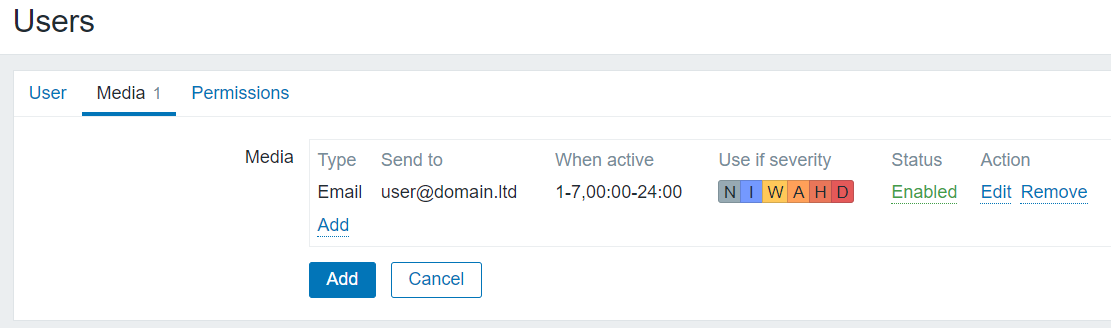 Users
User Media 1 Permissions
Media Type Send to When active Use if severity Status Action
Email user@domain.ltd 1-7,00:00-24:00 N I W A H D Enabled Edit Remove
Add
Add Cancel